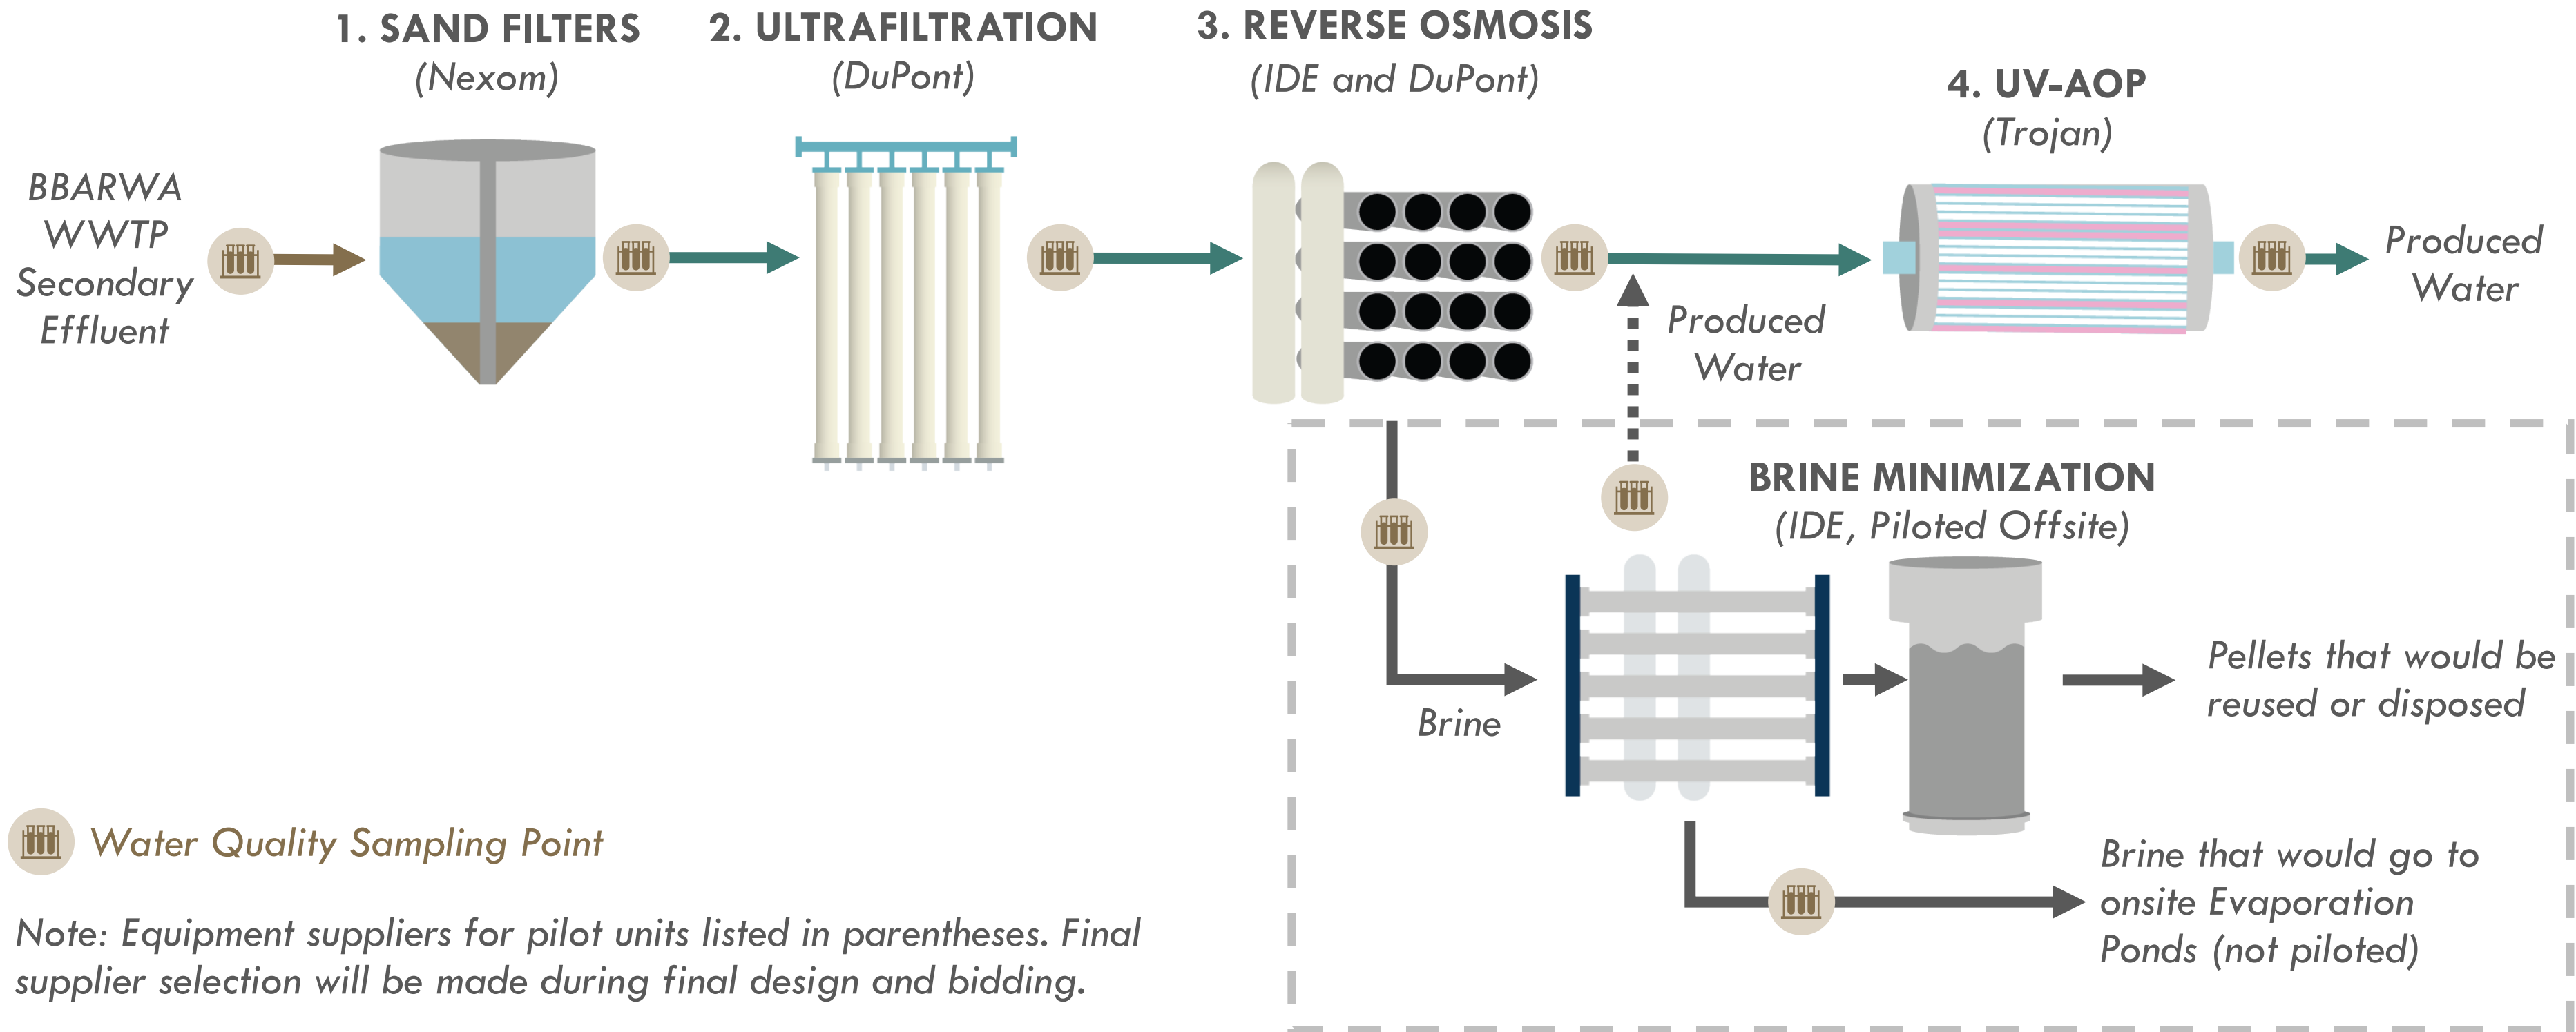 1. SAND FILTERS
(Nexom)
2. ULTRAFILTRATION
(DuPont)
3. REVERSE OSMOSIS
(IDE and DuPont)
4. UV-AOP
(Trojan)
BBARWA
WWTP
Secondary
Effluent
Produced
Water
Produced
Water
BRINE MINIMIZATION
(IDE, Piloted Offsite)
Brine
Pellets that would be
reused or disposed
Brine that would go to
onsite Evaporation
Ponds (not piloted)
Water Quality Sampling Point
Note: Equipment suppliers for pilot units listed in parentheses. Final
supplier selection will be made during final design and bidding.